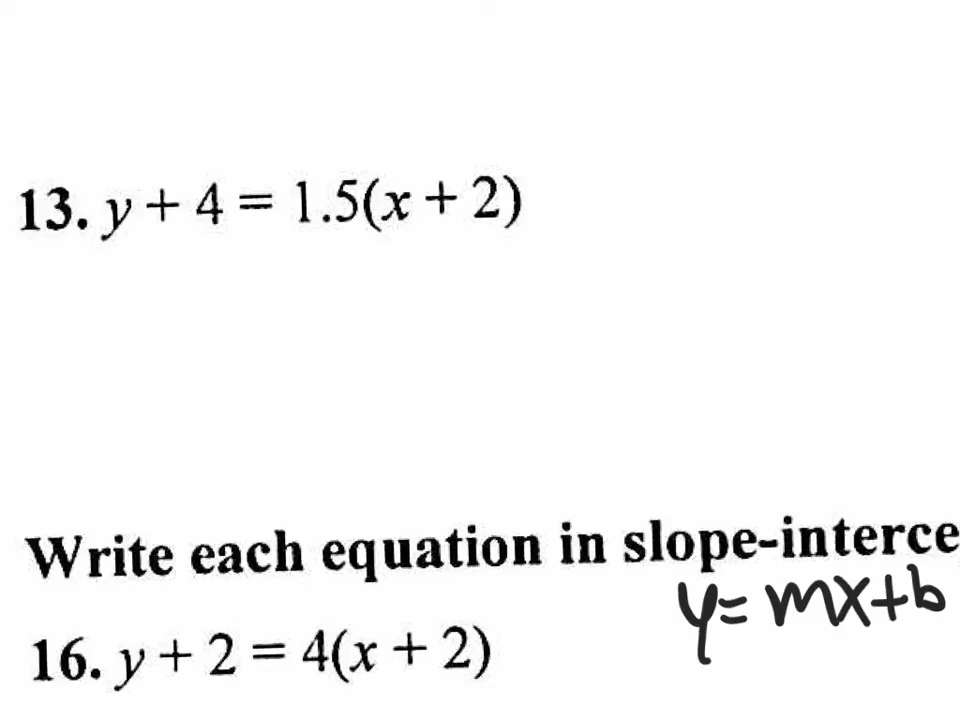 13. y + 4 = 1.5(x + 2)
Write each equation in slope-interce
y = mx+b
16. y + 2 = 4(x + 2)